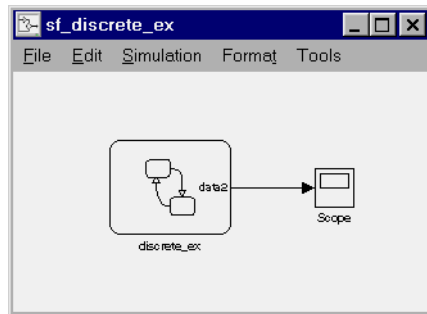 sf_discrete_ex
File Edit Simulation Format Tools
data2
Scope
discrete_ex